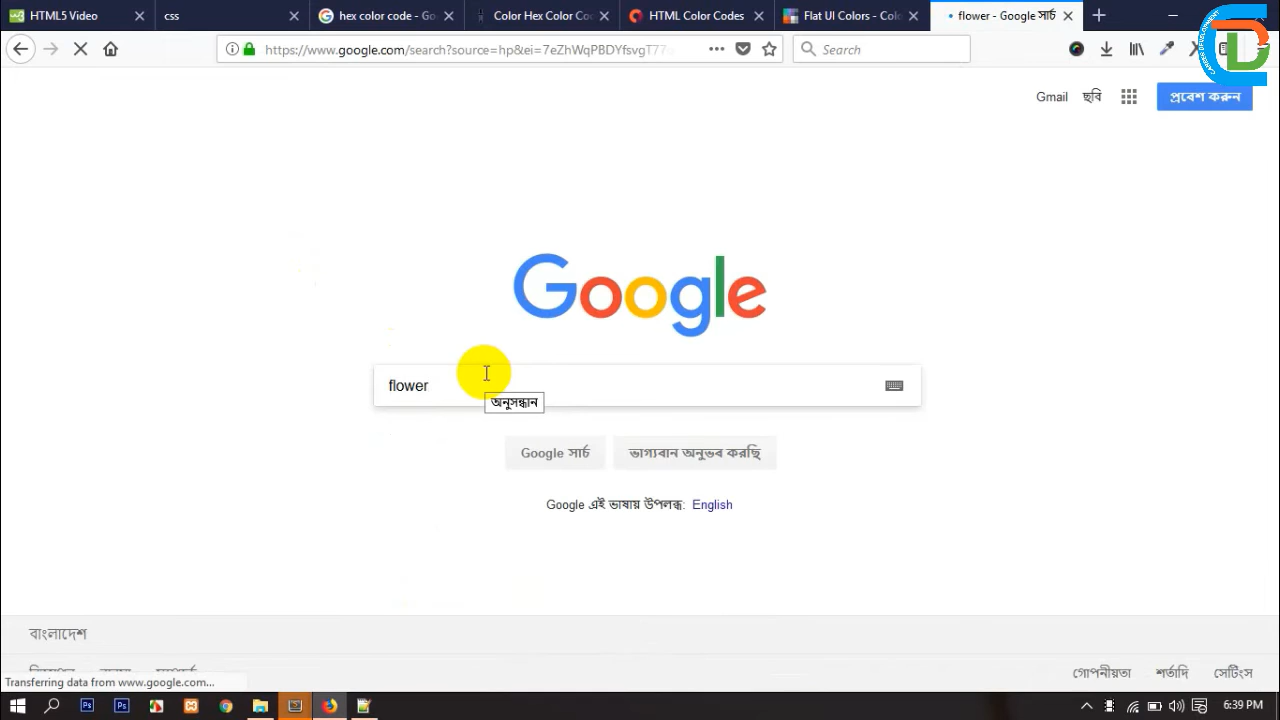 HTML5 Video
css
hex color code - Go
Color Hex Color Co
HTML Color Codes
Flat UI Colors - Colo
flower - Google সার্চ
https://www.google.com/search?source=hp&ei=7eZhWqPBDYfsvgT77
Search
Gmail ছবি প্রবেশ করুন
Google
flower
অনুসন্ধান
Google সার্চ ভাগ্যবান অনুভব করছি
Google এই ভাষায় উপলব্ধ: English
বাংলাদেশ
গোপনীয়তা শর্তাদি সেটিংস
Transferring data from www.google.com...
6:39 PM